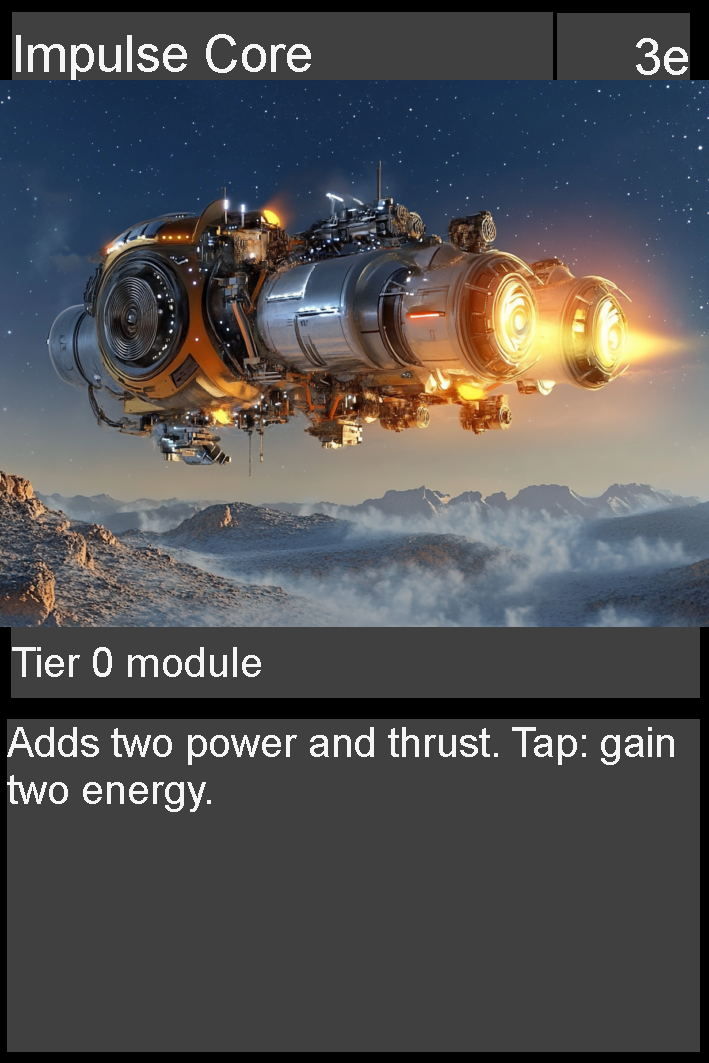 Impulse Core
3e
Tier 0 module
Adds two power and thrust. Tap: gain
two energy.